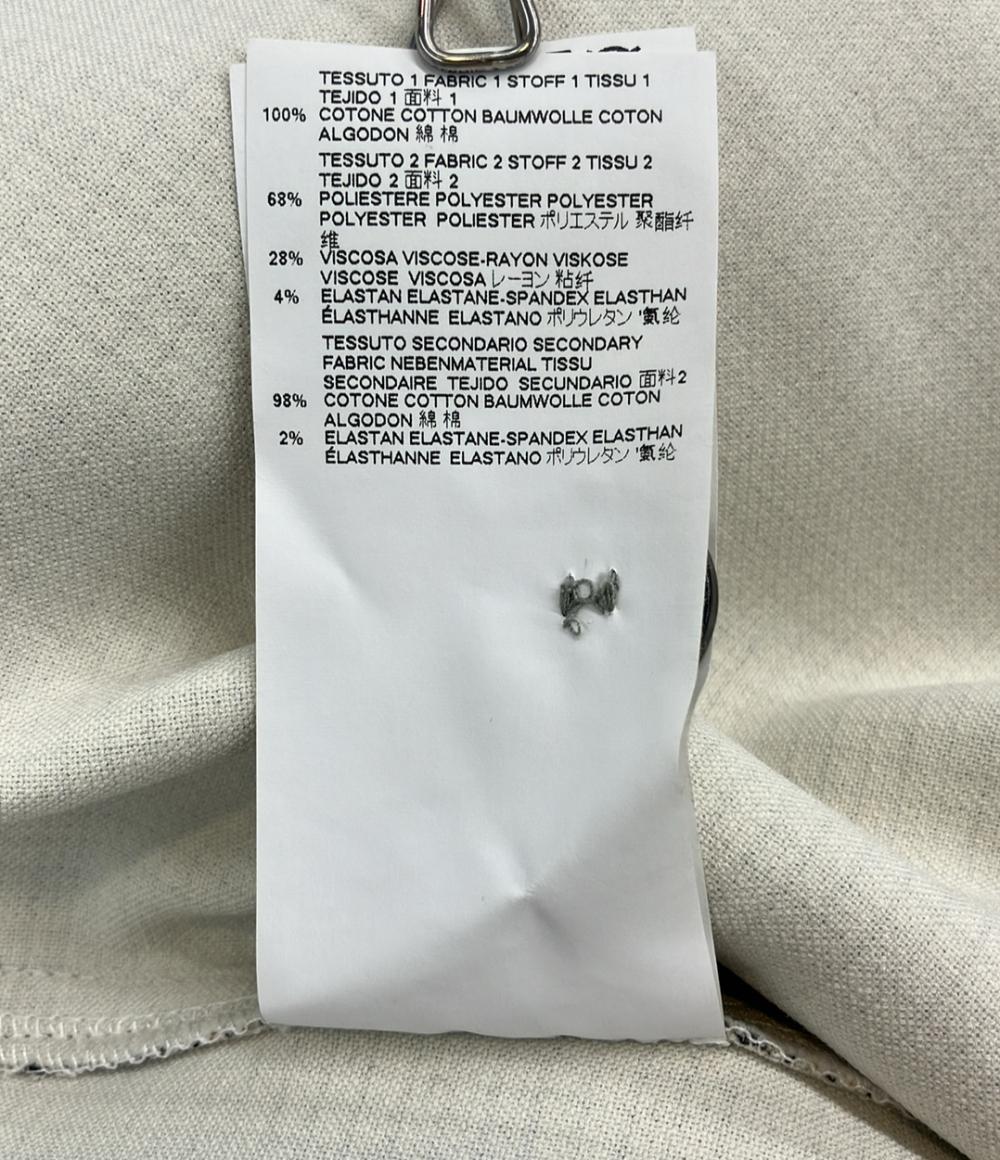 TESSUTO 1 FABRIC 1 STOFF 1 TISSU 1
TEJIDO 1 面料 1
100% COTONE COTTON BAUMWOLLE COTON
ALGODON 綿 棉
TESSUTO 2 FABRIC 2 STOFF 2 TISSU 2
TEJIDO 2 面料 2
68% POLIESTERE POLYESTER POLYESTER
POLYESTER POLIESTER ポリエステル 聚酯纤
维
28% VISCOSA VISCOSE-RAYON VISKOSE
VISCOSE VISCOSA レーヨン 粘纤
4% ELASTAN ELASTANE-SPANDEX ELASTHAN
ÉLASTHANNE ELASTANO ポリウレタン '氨纶
TESSUTO SECONDARIO SECONDARY
FABRIC NEBENMATERIAL TISSU
SECONDAIRE TEJIDO SECUNDARIO 面料2
98% COTONE COTTON BAUMWOLLE COTON
ALGODON 綿 棉
2% ELASTAN ELASTANE-SPANDEX ELASTHAN
ÉLASTHANNE ELASTANO ポリウレタン '氨纶